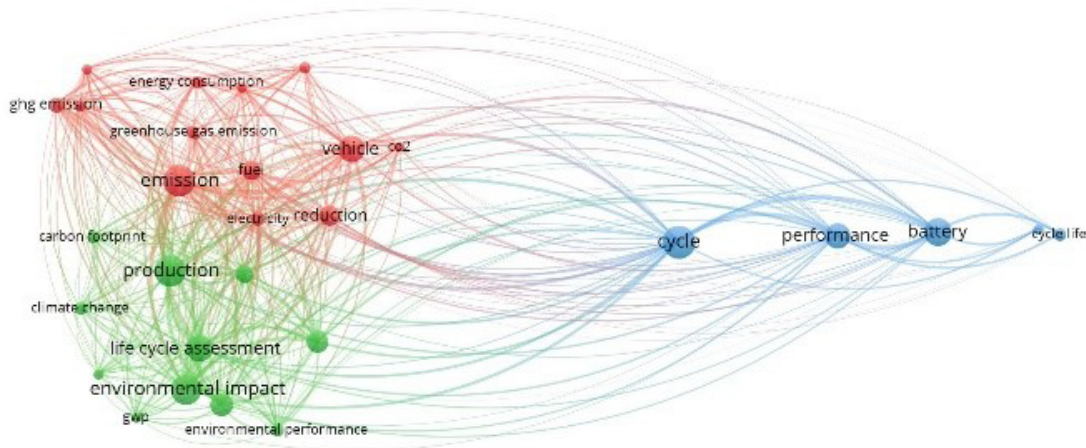 energy consumption
ghg emission
greenhouse gas emission
vehicle
co2
fuel
emission
electricity
reduction
carbon footprint
cycle
performance
battery
cycle life
production
climate change
life cycle assessment
environmental impact
gwp
environmental performance